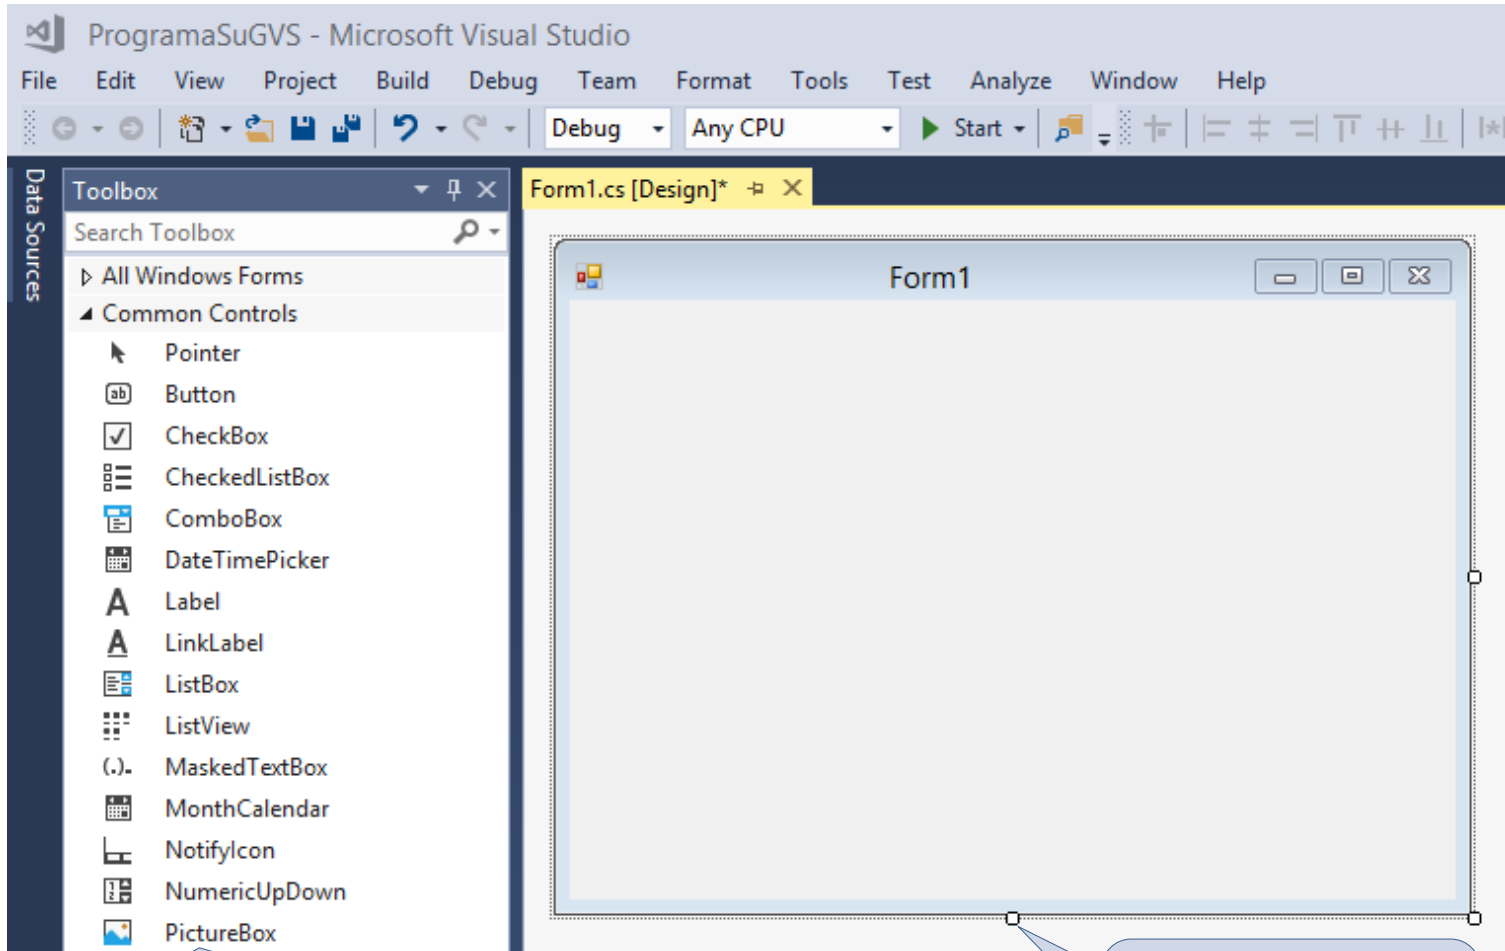 ProgramaSuGVS - Microsoft Visual Studio
File Edit View Project Build Debug Team Format Tools Test Analyze Window Help
Debug Any CPU Start
Data Sources
Toolbox
Form1.cs [Design]*
Search Toolbox
All Windows Forms
Common Controls
Pointer
Button
CheckBox
CheckedListBox
ComboBox
DateTimePicker
Label
LinkLabel
ListBox
ListView
MaskedTextBox
MonthCalendar
NotifyIcon
NumericUpDown
PictureBox
Form1